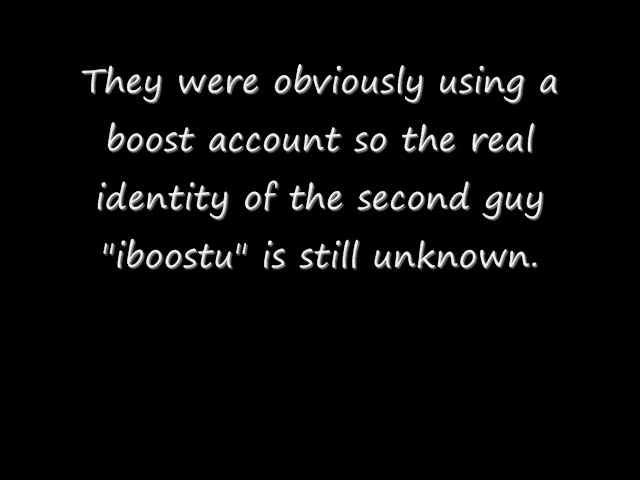 They were obviously using a
boost account so the real
identity of the second guy
"iboostu" is still unknown.